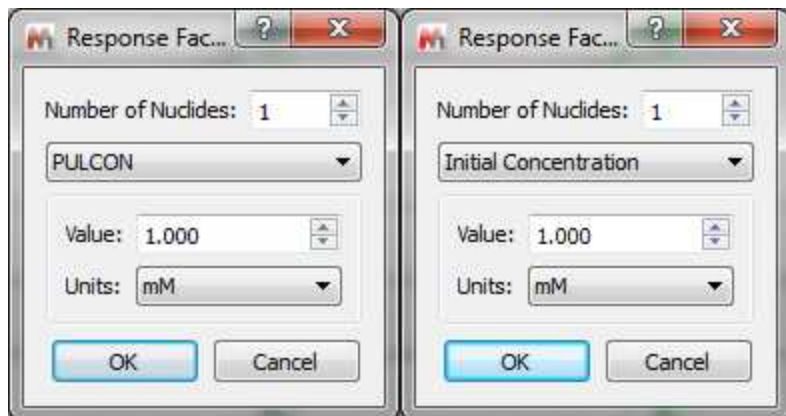 Response Fac...
?
X
Number of Nuclides: 1
PULCON
Value: 1.000
Units: mM
OK
Cancel
Response Fac...
?
X
Number of Nuclides: 1
Initial Concentration
Value: 1.000
Units: mM
OK
Cancel